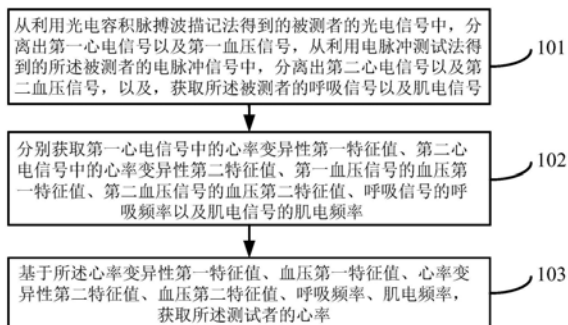 从利用光电容积脉搏波描记法得到的被测者的光电信号中，分
离出第一心电信号以及第一血压信号，从利用电脉冲测试法得
到的所述被测者的电脉冲信号中，分离出第二心电信号以及第
二血压信号，以及，获取所述被测者的呼吸信号以及肌电信号
101
分别获取第一心电信号中的心率变异性第一特征值、第二心
电信号中的心率变异性第二特征值、第一血压信号的血压第
一特征值、第二血压信号的血压第二特征值、呼吸信号的呼
吸频率以及肌电信号的肌电频率
102
基于所述心率变异性第一特征值、血压第一特征值、心率变
异性第二特征值、血压第二特征值、呼吸频率、肌电频率，
获取所述测试者的心率
103